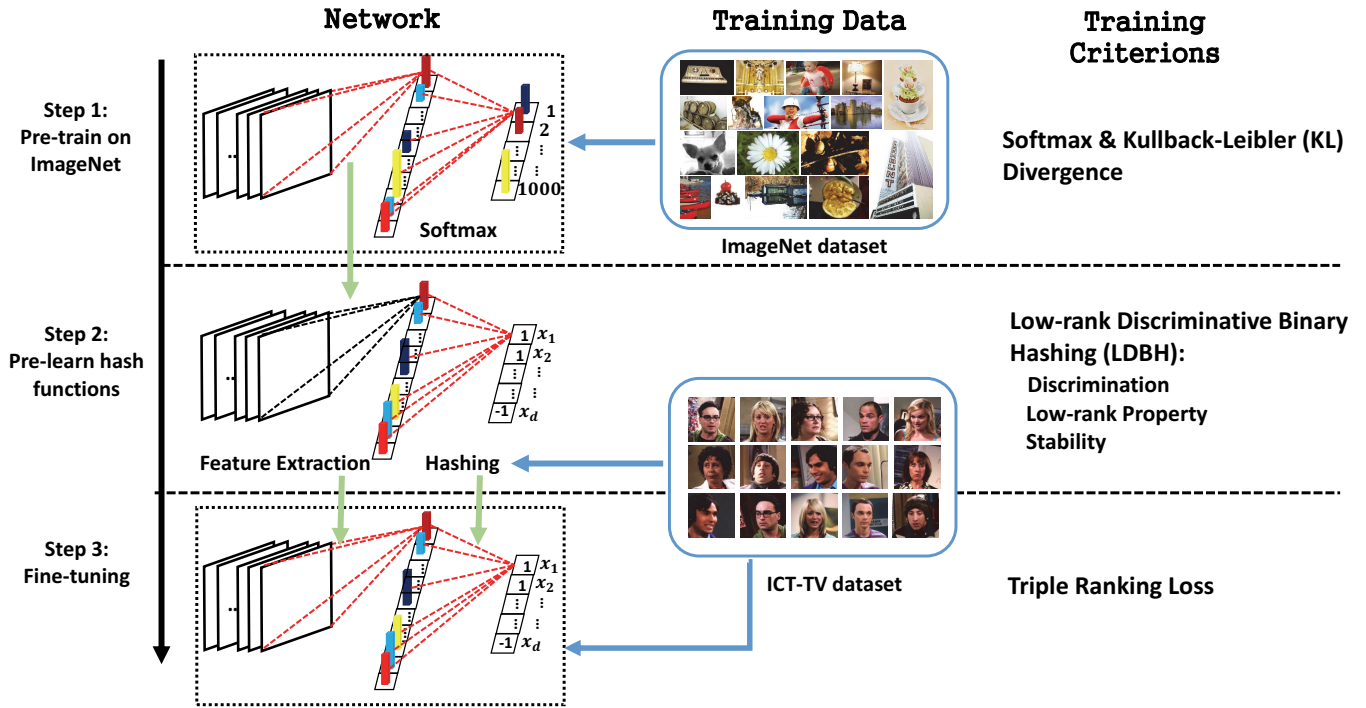 Network
Training Data
Training
Criterions
Step 1:
Pre-train on
ImageNet
1
2
⋮
⋮
1000
Softmax
ImageNet dataset
Softmax & Kullback-Leibler (KL)
Divergence
Step 2:
Pre-learn hash
functions
1 x₁
1 x₂
⋮ ⋮
⋮ ⋮
-1 x_d
Feature Extraction
Hashing
Low-rank Discriminative Binary
Hashing (LDBH):
Discrimination
Low-rank Property
Stability
Step 3:
Fine-tuning
1 x₁
1 x₂
⋮ ⋮
⋮ ⋮
-1 x_d
ICT-TV dataset
Triple Ranking Loss